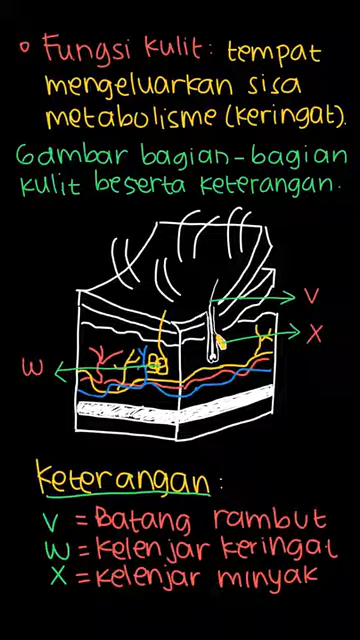 Fungsi kulit: tempat
mengeluarkan sisa
metabolisme (keringat).
Gambar bagian-bagian
kulit beserta keterangan.
V
X
W
Keterangan:
V = Batang rambut
W = Kelenjar keringat
X = Kelenjar minyak